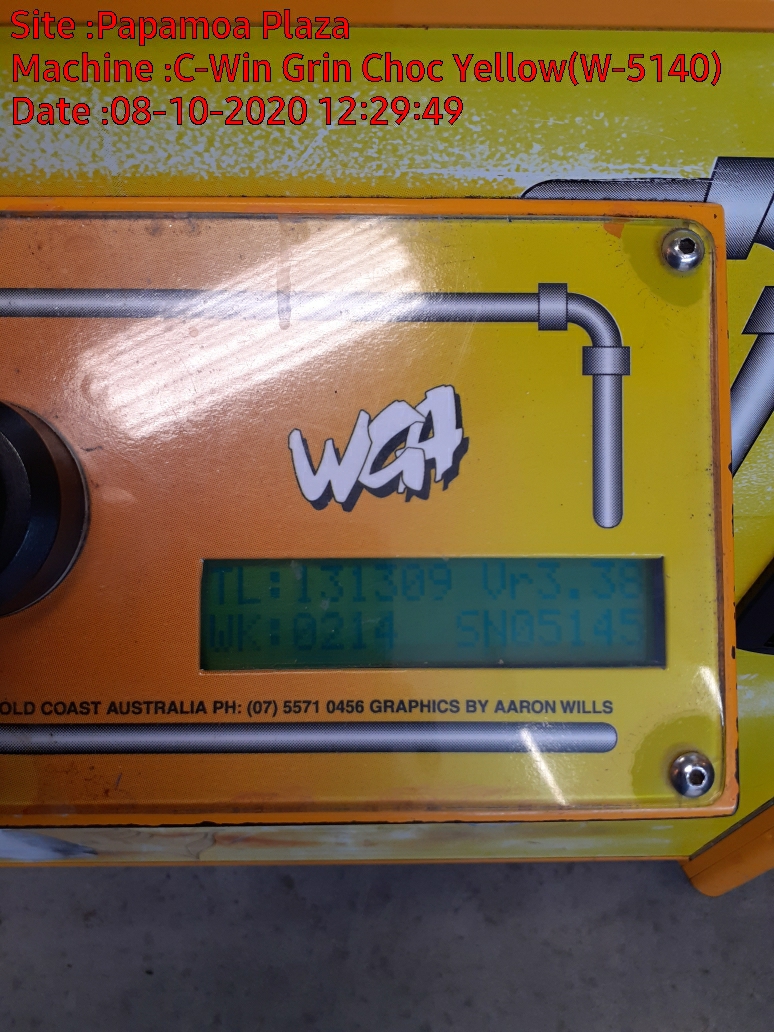 Site :Papamoa Plaza
Machine :C-Win Grin Choc Yellow(W-5140)
Date :08-10-2020 12:29:49
WGA
TL:131309 Vr3.38
WK:0214 SN05145
OLD COAST AUSTRALIA PH: (07) 5571 0456 GRAPHICS BY AARON WILLS